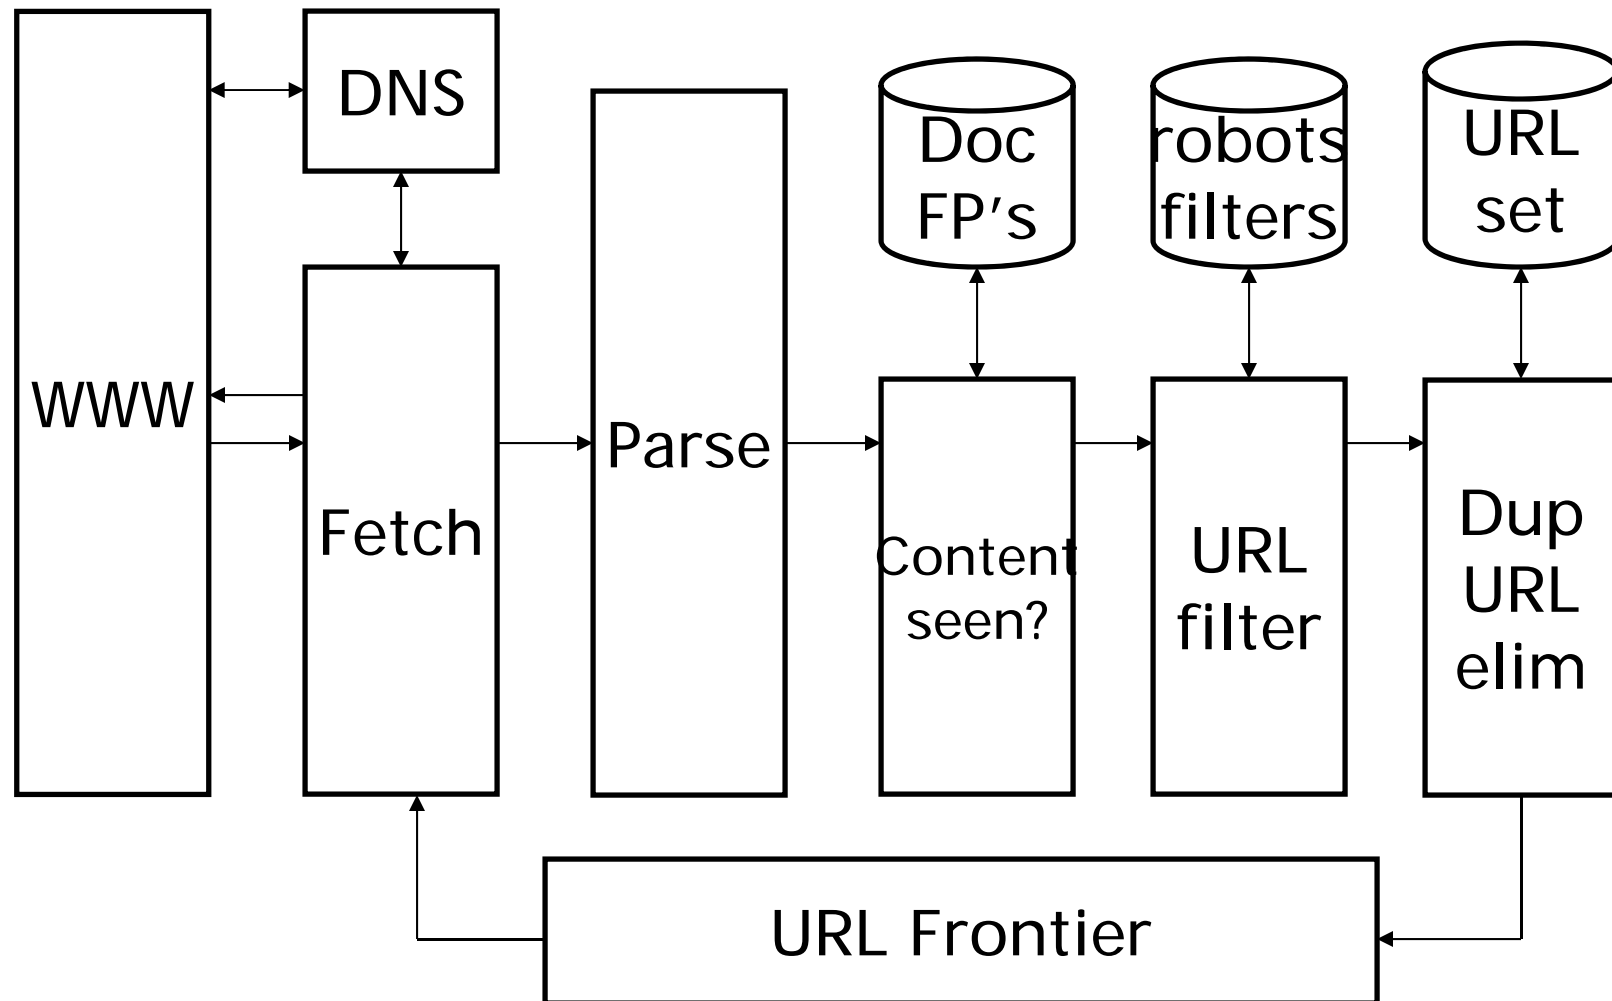 WWW
DNS
Fetch
Parse
Doc
FP's
Content
seen?
robots
filters
URL
filter
URL
set
Dup
URL
elim
URL Frontier